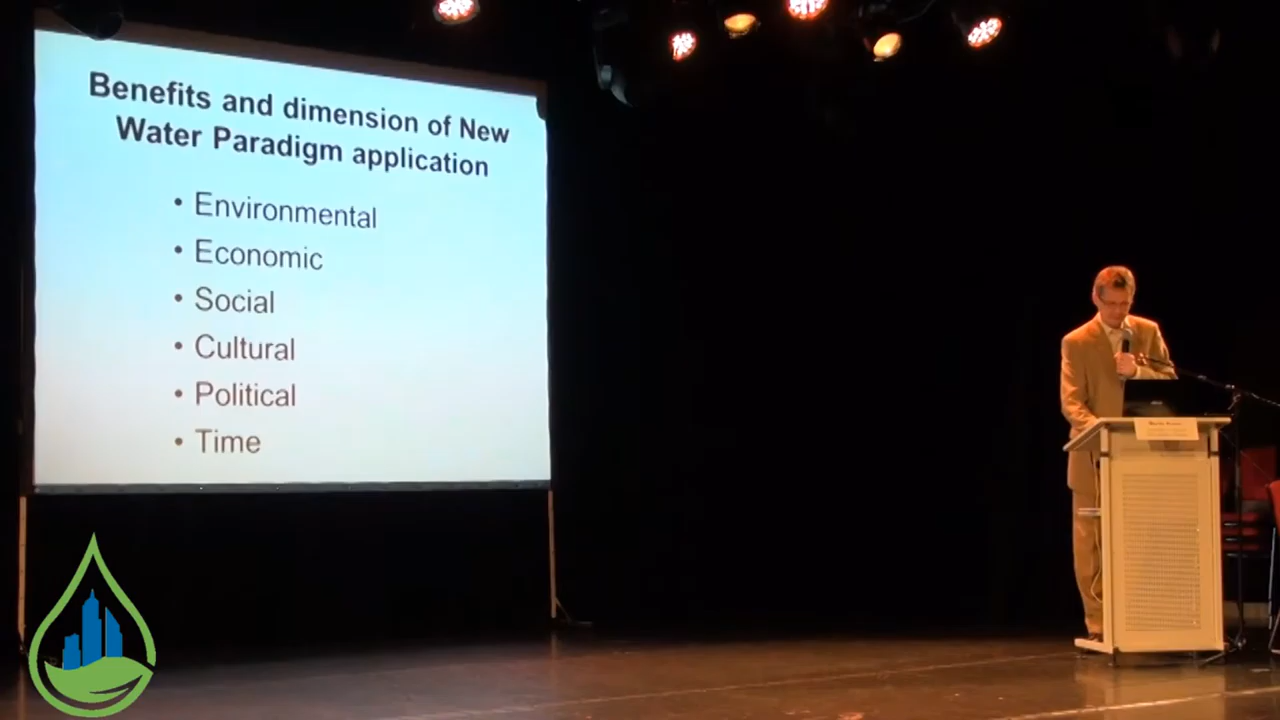 Benefits and dimension of New
Water Paradigm application
• Environmental
• Economic
• Social
• Cultural
• Political
• Time